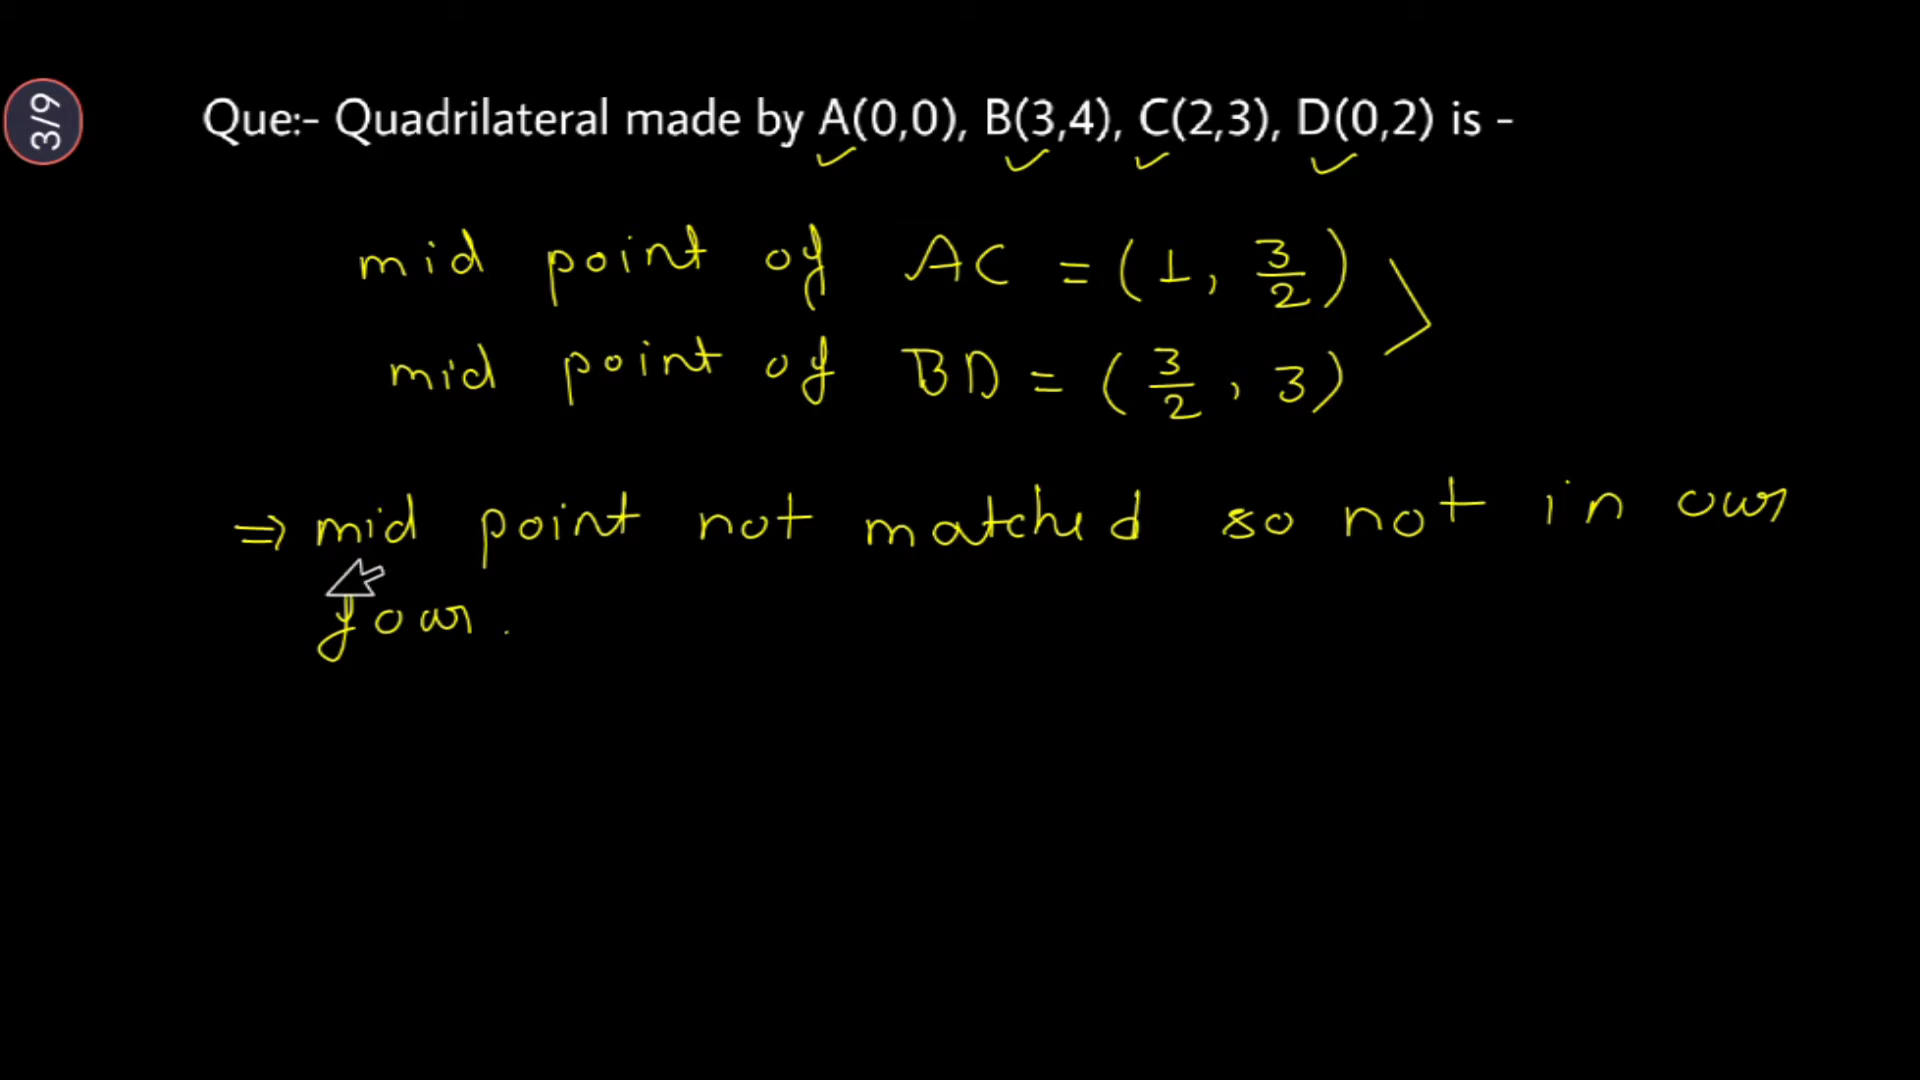 3/9
Que:- Quadrilateral made by A(0,0), B(3,4), C(2,3), D(0,2) is -
mid point of AC = (1, 3/2)
mid point of BD = (3/2, 3)
⇒ mid point not matched so not in our
four.